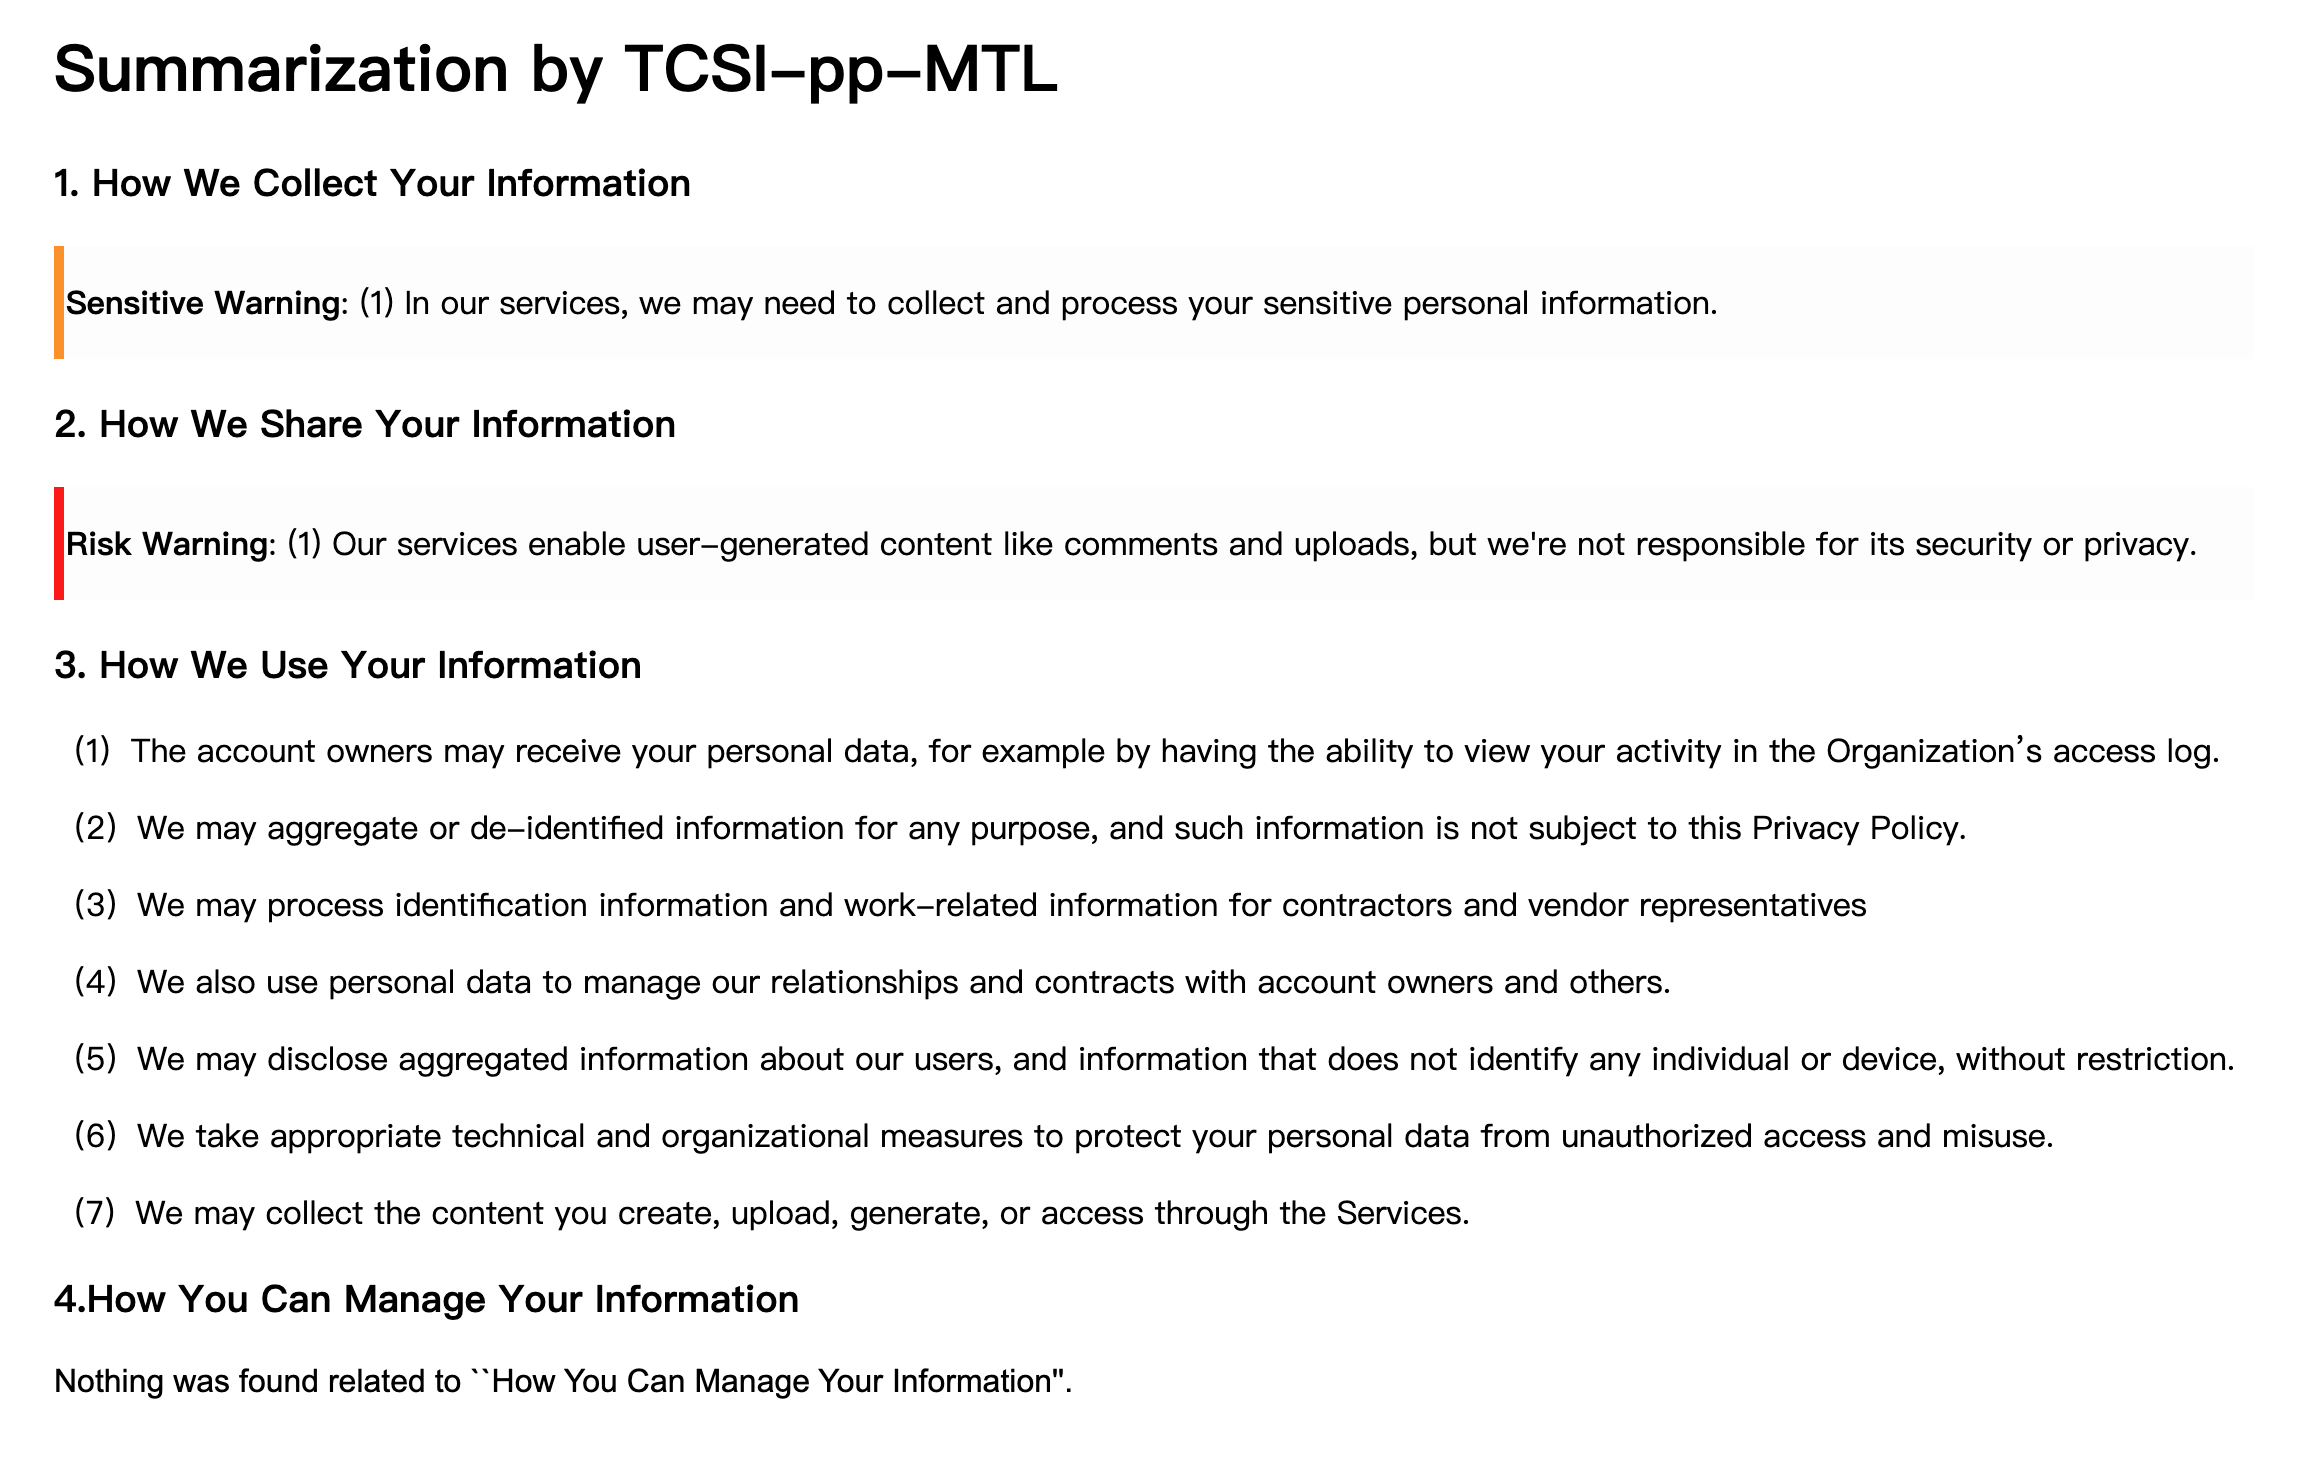 Summarization by TCSI-pp-MTL
1. How We Collect Your Information
Sensitive Warning: (1) In our services, we may need to collect and process your sensitive personal information.
2. How We Share Your Information
Risk Warning: (1) Our services enable user-generated content like comments and uploads, but we're not responsible for its security or privacy.
3. How We Use Your Information
(1) The account owners may receive your personal data, for example by having the ability to view your activity in the Organization’s access log.
(2) We may aggregate or de-identified information for any purpose, and such information is not subject to this Privacy Policy.
(3) We may process identification information and work-related information for contractors and vendor representatives
(4) We also use personal data to manage our relationships and contracts with account owners and others.
(5) We may disclose aggregated information about our users, and information that does not identify any individual or device, without restriction.
(6) We take appropriate technical and organizational measures to protect your personal data from unauthorized access and misuse.
(7) We may collect the content you create, upload, generate, or access through the Services.
4.How You Can Manage Your Information
Nothing was found related to ``How You Can Manage Your Information".